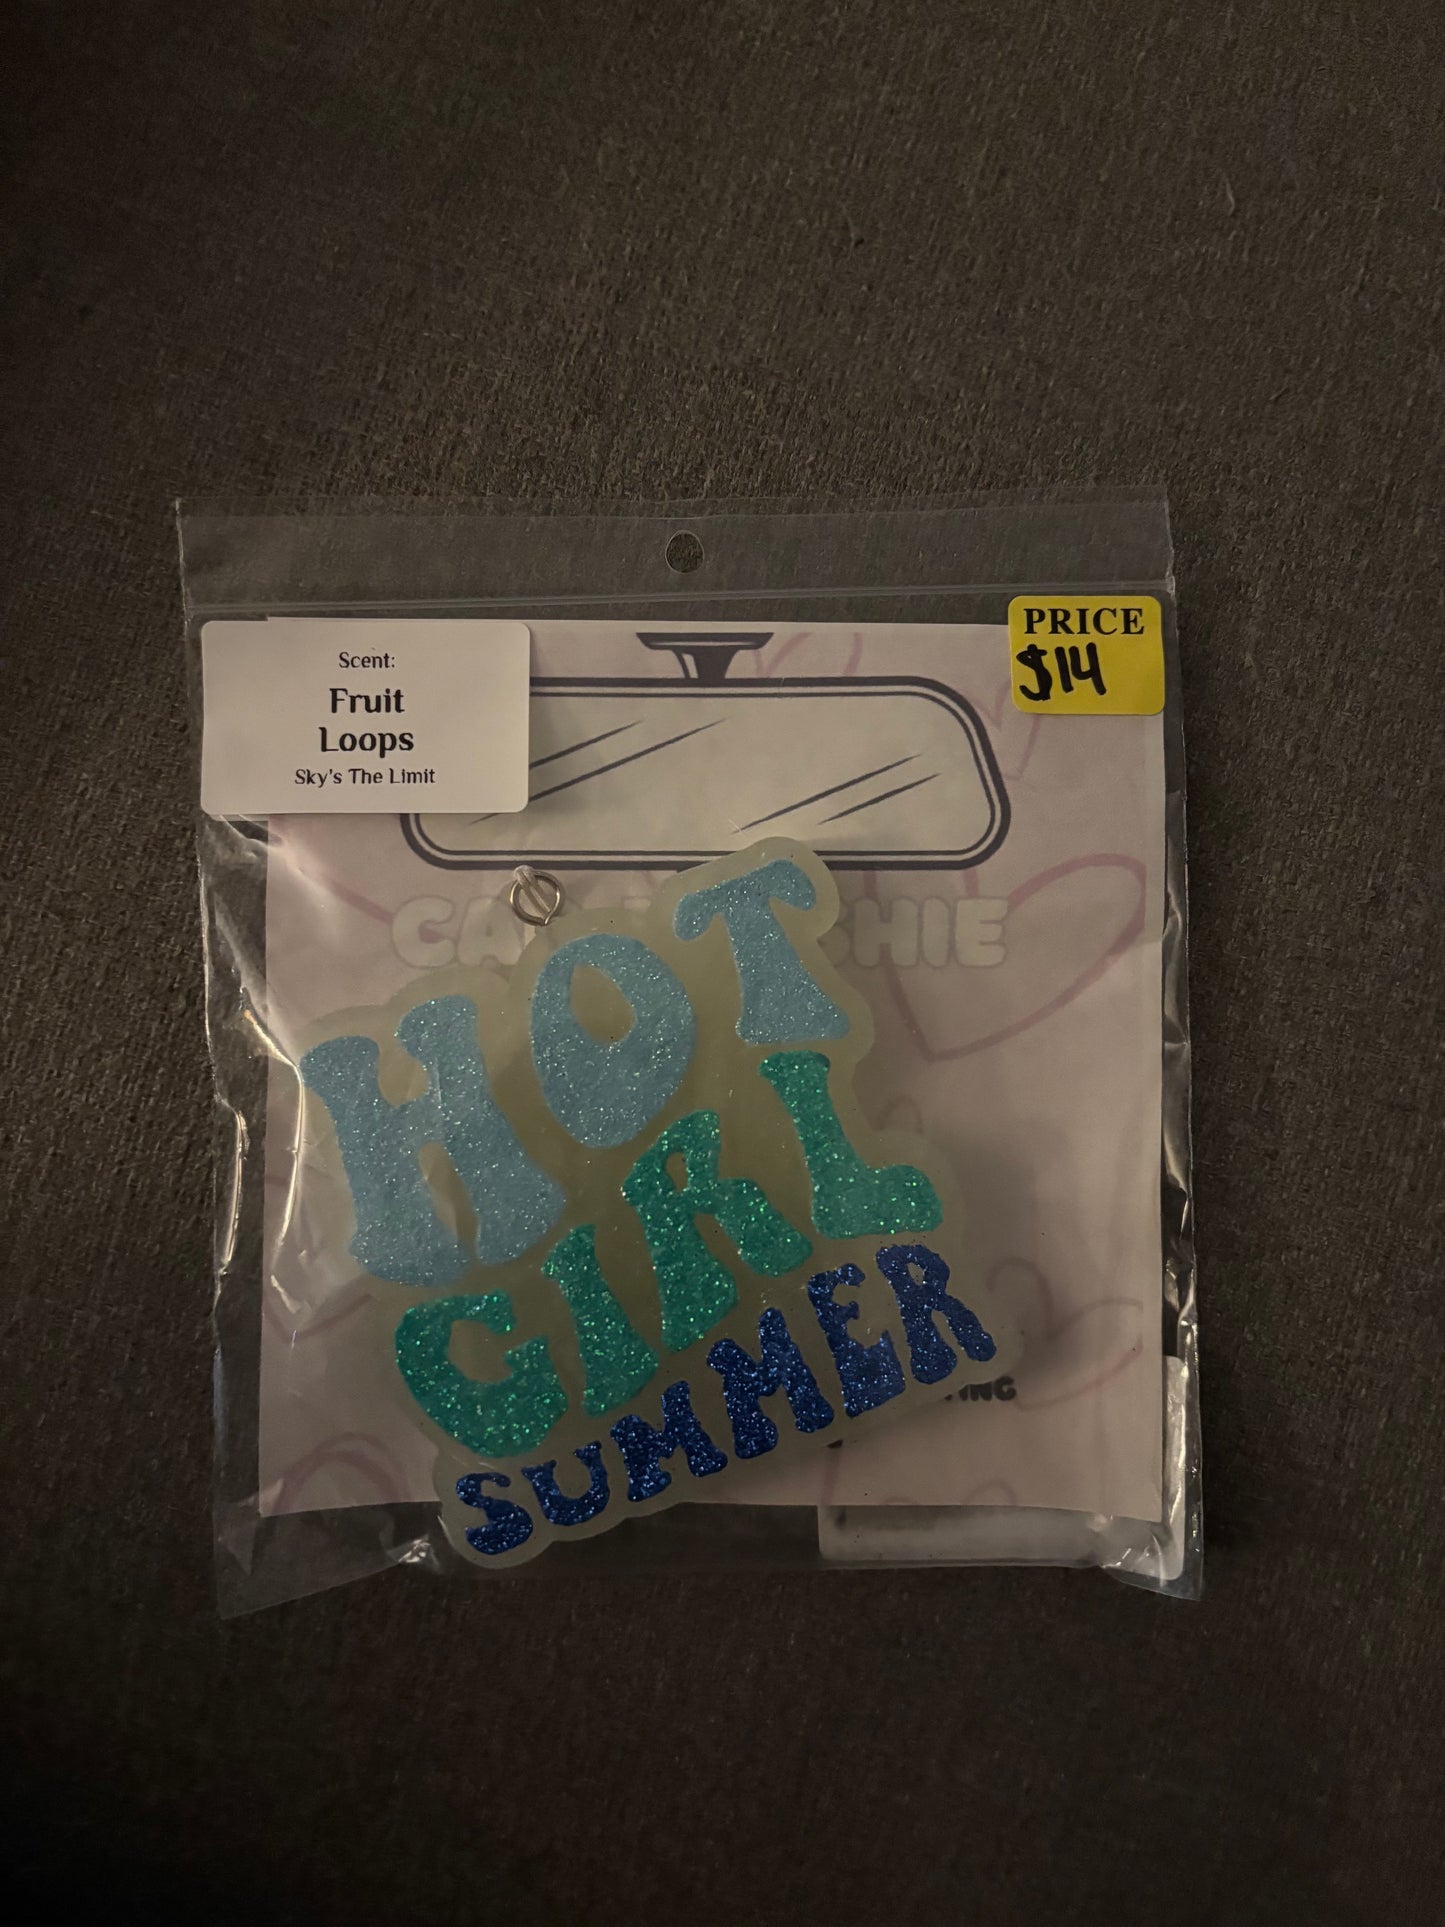 PRICE
$14
Scent:
Fruit
Loops
Sky's The Limit
HOT
GIRL
SUMMER